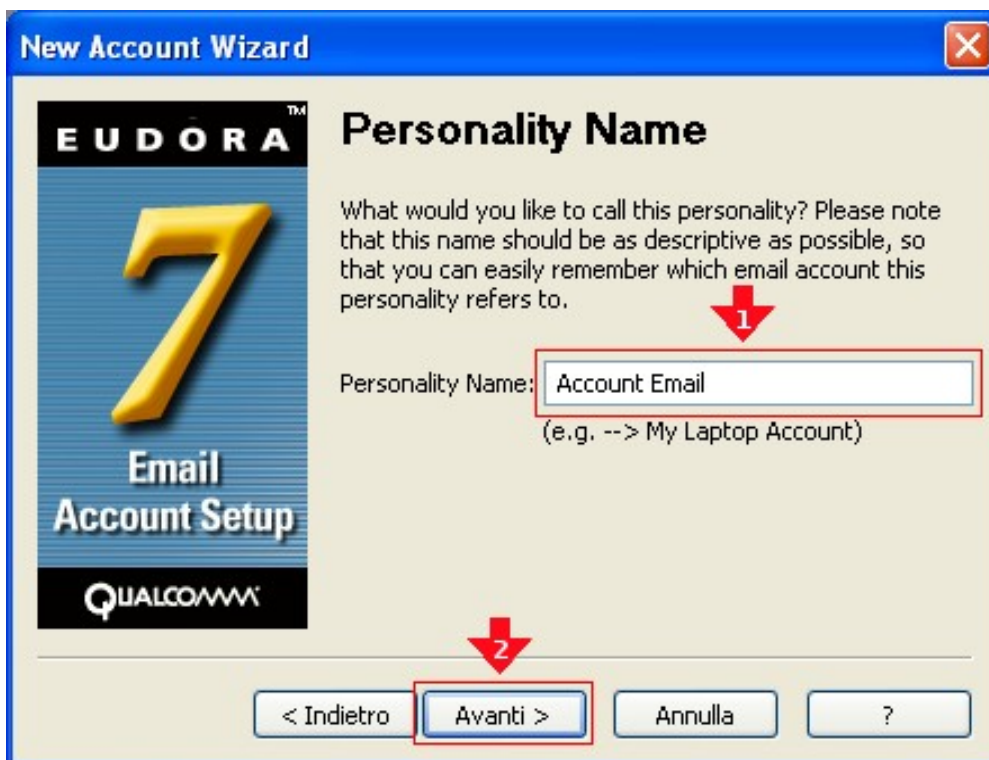 New Account Wizard
EUDORA™
7
Email
Account Setup
QUALCOMM
Personality Name
What would you like to call this personality? Please note
that this name should be as descriptive as possible, so
that you can easily remember which email account this
personality refers to.
1
Personality Name: Account Email
(e.g. --> My Laptop Account)
2
< Indietro Avanti > Annulla ?